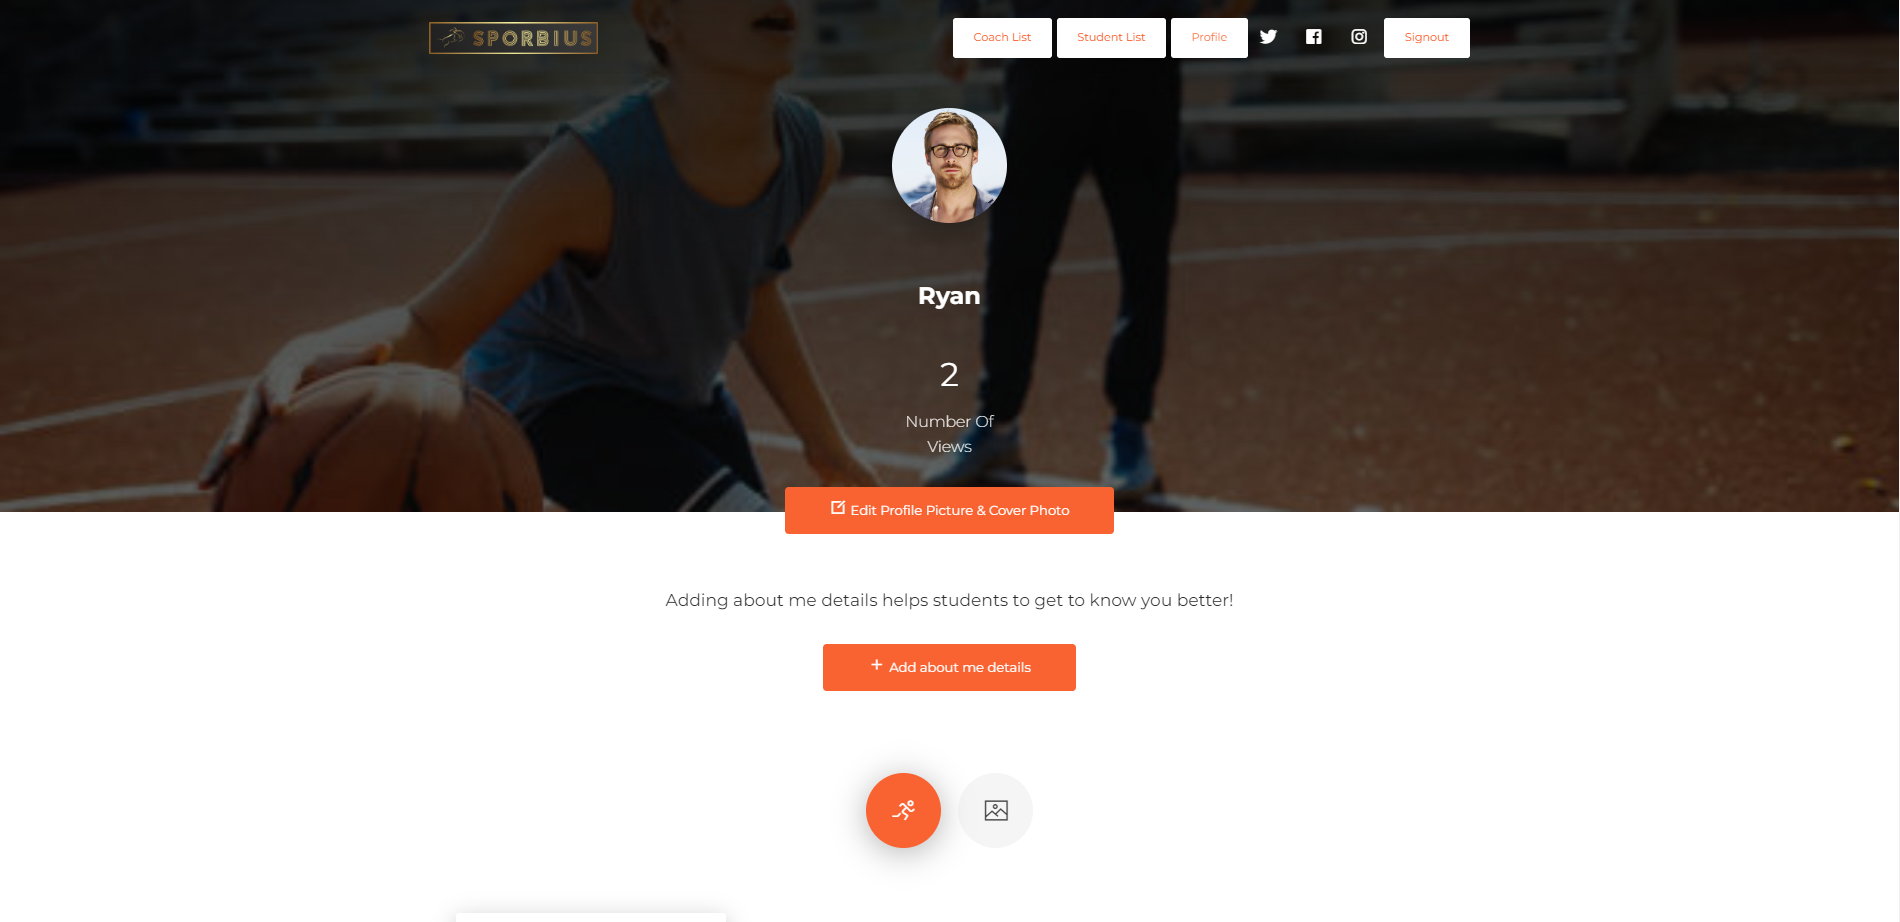 SPORBIUS
Coach List
Student List
Profile
Signout
Ryan
2
Number Of
Views
Edit Profile Picture & Cover Photo
Adding about me details helps students to get to know you better!
+ Add about me details